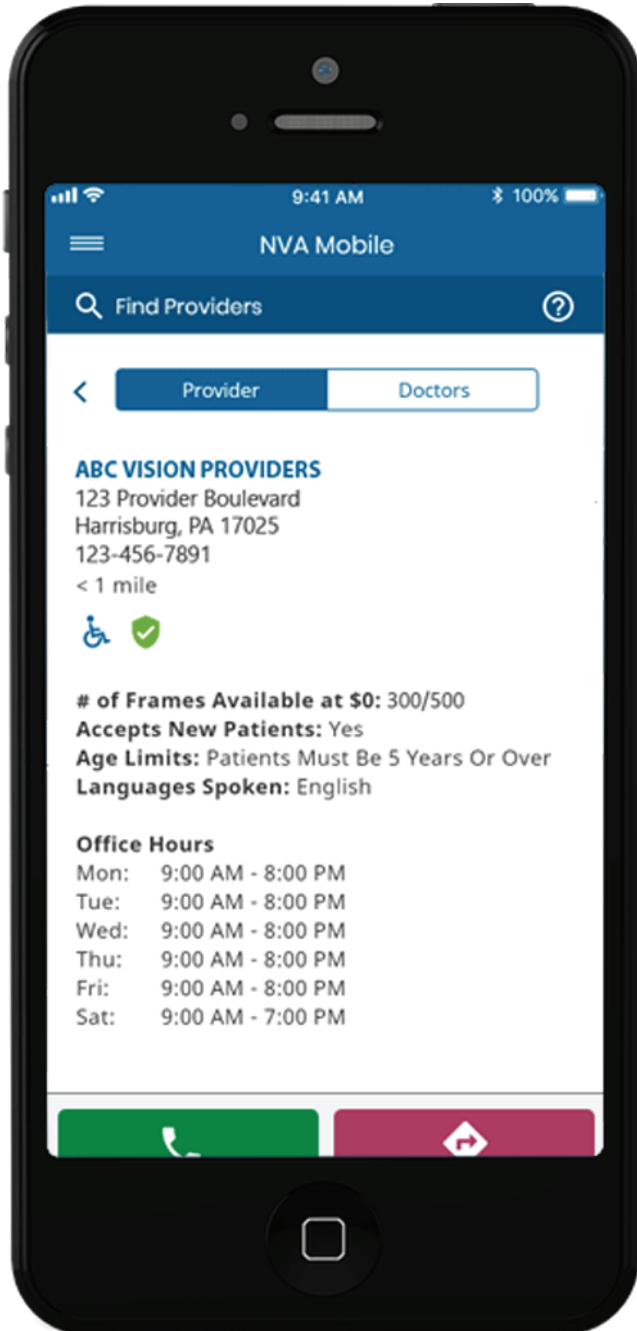 9:41 AM
100%
NVA Mobile
Find Providers
?
Provider
Doctors
ABC VISION PROVIDERS
123 Provider Boulevard
Harrisburg, PA 17025
123-456-7891
< 1 mile
# of Frames Available at $0: 300/500
Accepts New Patients: Yes
Age Limits: Patients Must Be 5 Years Or Over
Languages Spoken: English
Office Hours
Mon: 9:00 AM - 8:00 PM
Tue: 9:00 AM - 8:00 PM
Wed: 9:00 AM - 8:00 PM
Thu: 9:00 AM - 8:00 PM
Fri: 9:00 AM - 8:00 PM
Sat: 9:00 AM - 7:00 PM